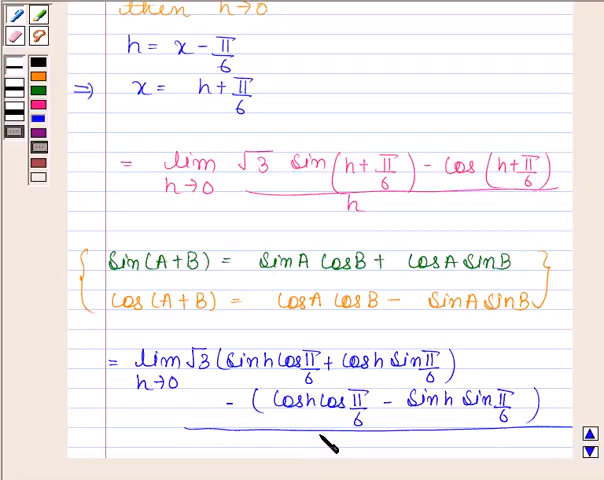 then h→0
h = x - π/6
⇒ x = h + π/6
= lim h→0 √3 sin(h + π/6) - cos(h + π/6)
h
{ sin(A+B) = sinA cosB + cosA sinB }
{ cos(A+B) = cosA cosB - sinA sinB }
= lim h→0 √3 (sinh cos π/6 + cosh sin π/6)
- (cosh cos π/6 - sinh sin π/6)